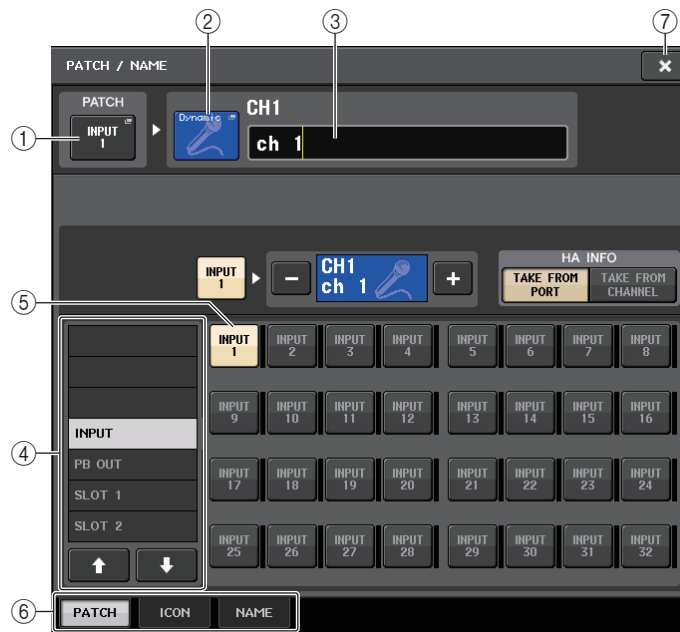 ② ③ ⑦
PATCH / NAME
①
PATCH
INPUT 1
Dynamic
CH1
ch 1
INPUT 1
−
CH1
ch 1
+
HA INFO
TAKE FROM PORT
TAKE FROM CHANNEL
⑤
④
INPUT
PB OUT
SLOT 1
SLOT 2
INPUT 1 INPUT 2 INPUT 3 INPUT 4 INPUT 5 INPUT 6 INPUT 7 INPUT 8
INPUT 9 INPUT 10 INPUT 11 INPUT 12 INPUT 13 INPUT 14 INPUT 15 INPUT 16
INPUT 17 INPUT 18 INPUT 19 INPUT 20 INPUT 21 INPUT 22 INPUT 23 INPUT 24
INPUT 25 INPUT 26 INPUT 27 INPUT 28 INPUT 29 INPUT 30 INPUT 31 INPUT 32
⑥
PATCH ICON NAME